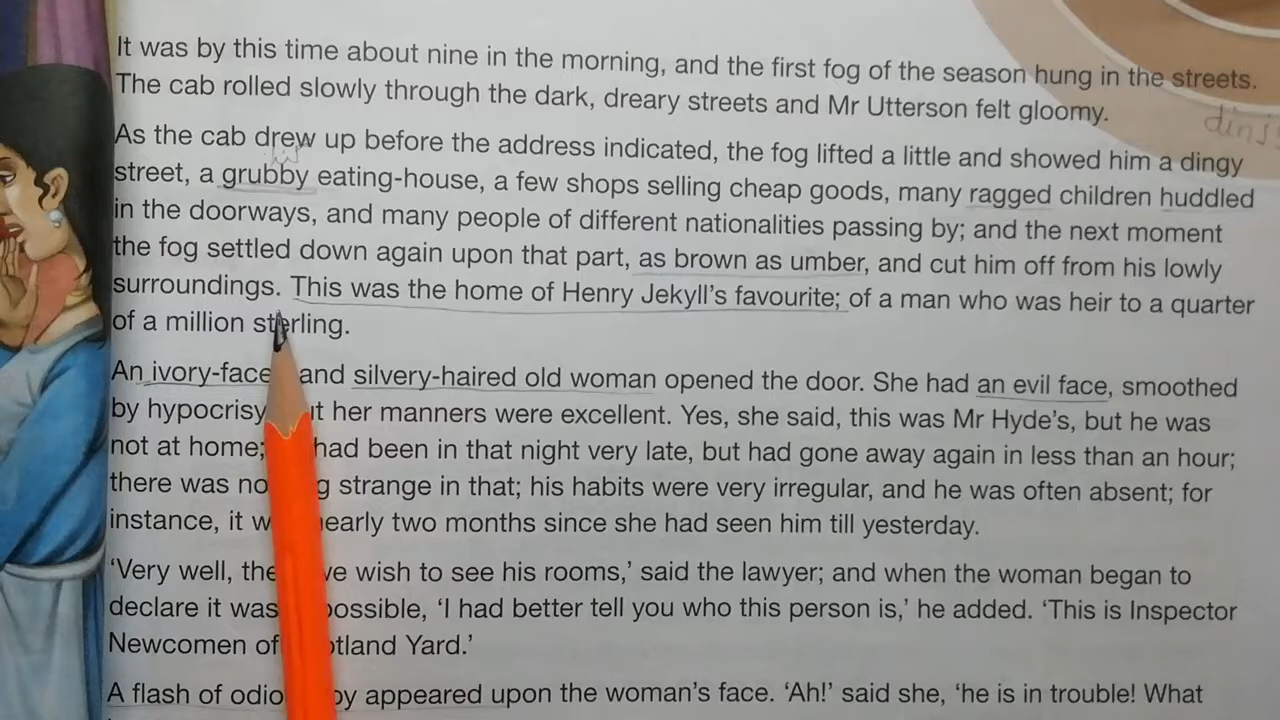 It was by this time about nine in the morning, and the first fog of the season hung in the streets.
The cab rolled slowly through the dark, dreary streets and Mr Utterson felt gloomy.
As the cab drew up before the address indicated, the fog lifted a little and showed him a dingy
street, a grubby eating-house, a few shops selling cheap goods, many ragged children huddled
in the doorways, and many people of different nationalities passing by; and the next moment
the fog settled down again upon that part, as brown as umber, and cut him off from his lowly
surroundings. This was the home of Henry Jekyll's favourite; of a man who was heir to a quarter
of a million sterling.
An ivory-face and silvery-haired old woman opened the door. She had an evil face, smoothed
by hypocrisy her manners were excellent. Yes, she said, this was Mr Hyde's, but he was
not at home; had been in that night very late, but had gone away again in less than an hour;
there was strange in that; his habits were very irregular, and he was often absent; for
instance, it nearly two months since she had seen him till yesterday.
'Very well, wish to see his rooms,' said the lawyer; and when the woman began to
declare it was possible, 'I had better tell you who this person is,' he added. 'This is Inspector
Newcomen of Yard.'
A flash of appeared upon the woman's face. 'Ah!' said she, 'he is in trouble! What